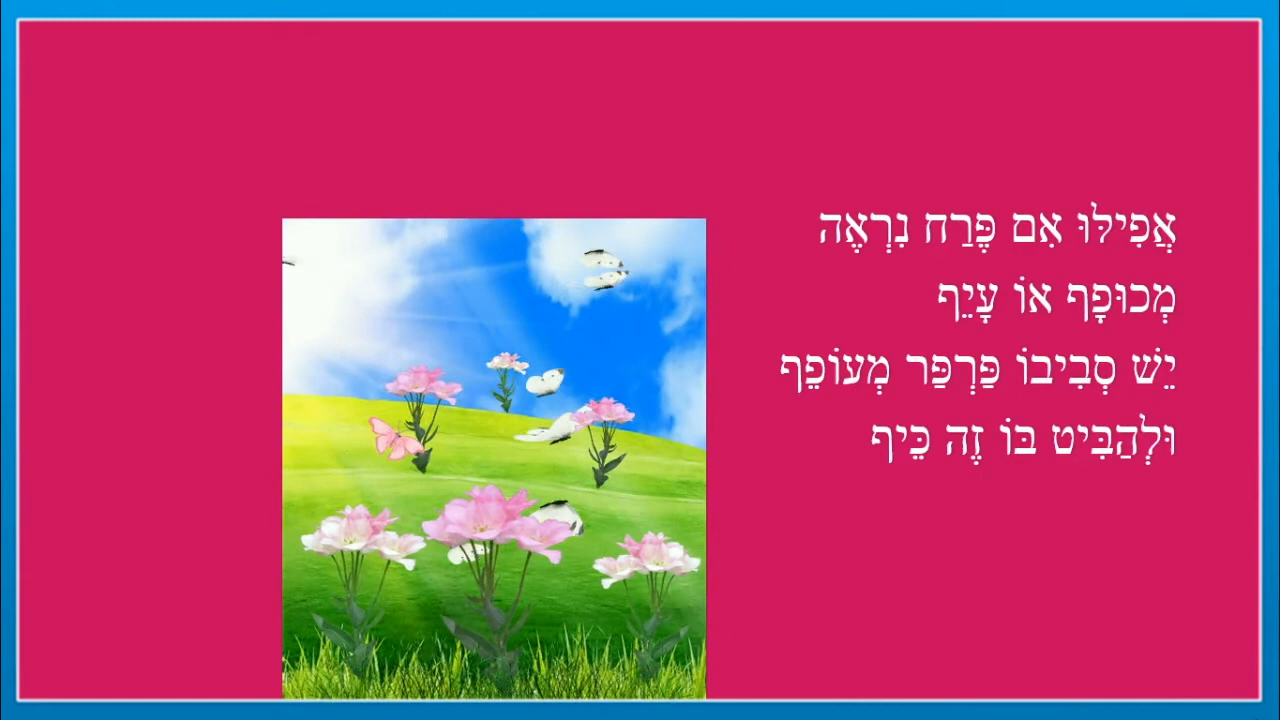 אֲפִילּוּ אִם פֶּרַח נִרְאֶה
מְכוּפָף אוֹ עָיֵף
יֵשׁ סְבִיבוֹ פַּרְפַּר מְעוֹפֵף
וּלְהַבִּיט בּוֹ זֶה כֵּיף